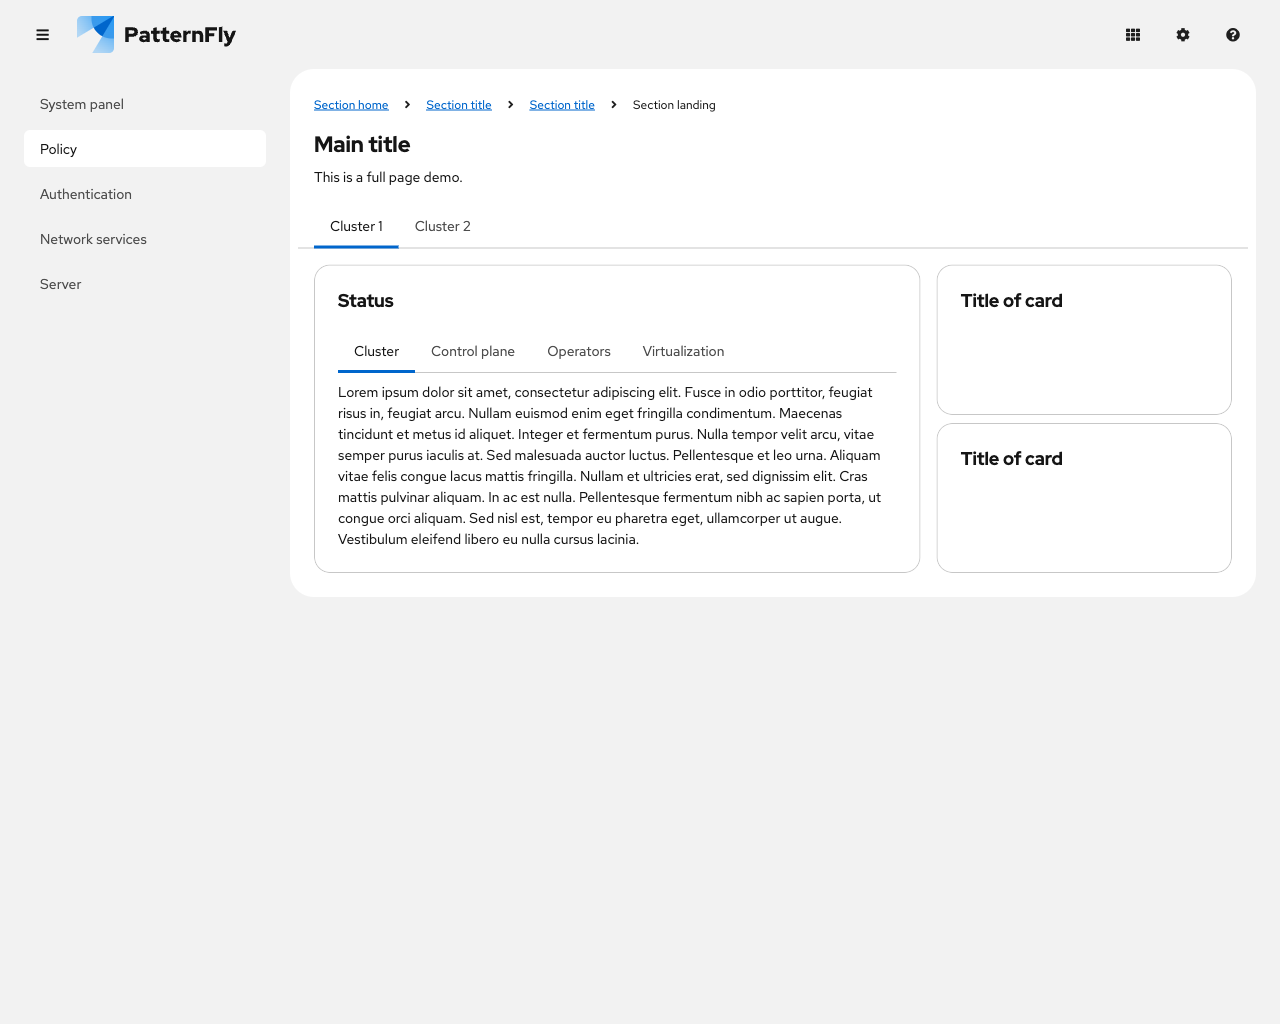 PatternFly
System panel
Policy
Authentication
Network services
Server
Section home
Section title
Section title
Section landing
Main title
This is a full page demo.
Cluster 1
Cluster 2
Status
Cluster
Control plane
Operators
Virtualization
Lorem ipsum dolor sit amet, consectetur adipiscing elit. Fusce in odio porttitor, feugiat
risus in, feugiat arcu. Nullam euismod enim eget fringilla condimentum. Maecenas
tincidunt et metus id aliquet. Integer et fermentum purus. Nulla tempor velit arcu, vitae
semper purus iaculis at. Sed malesuada auctor luctus. Pellentesque et leo urna. Aliquam
vitae felis congue lacus mattis fringilla. Nullam et ultricies erat, sed dignissim elit. Cras
mattis pulvinar aliquam. In ac est nulla. Pellentesque fermentum nibh ac sapien porta, ut
congue orci aliquam. Sed nisl est, tempor eu pharetra eget, ullamcorper ut augue.
Vestibulum eleifend libero eu nulla cursus lacinia.
Title of card
Title of card